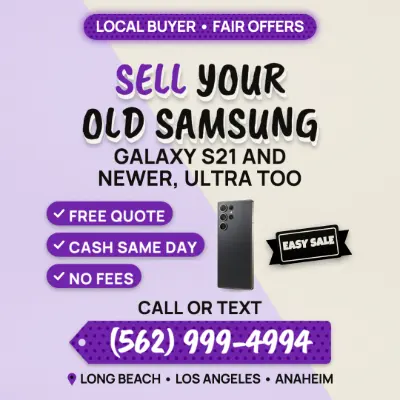 LOCAL BUYER • FAIR OFFERS
SELL YOUR
OLD SAMSUNG
GALAXY S21 AND
NEWER, ULTRA TOO
FREE QUOTE
CASH SAME DAY
NO FEES
EASY SALE
CALL OR TEXT
(562) 999-4994
LONG BEACH • LOS ANGELES • ANAHEIM